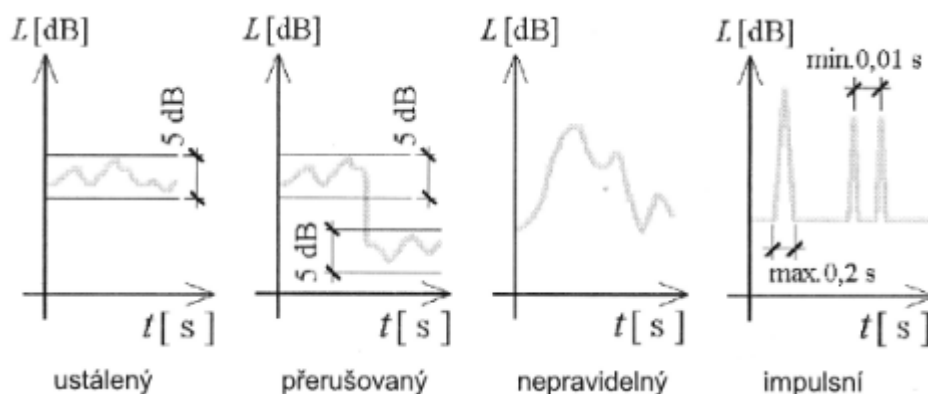 L [dB]
5 dB
t [ s ]
ustálený
L [dB]
5 dB
5 dB
t [ s ]
přerušovaný
L [dB]
t [ s ]
nepravidelný
L [dB]
min.0,01 s
max.0,2 s
t [ s ]
impulsní